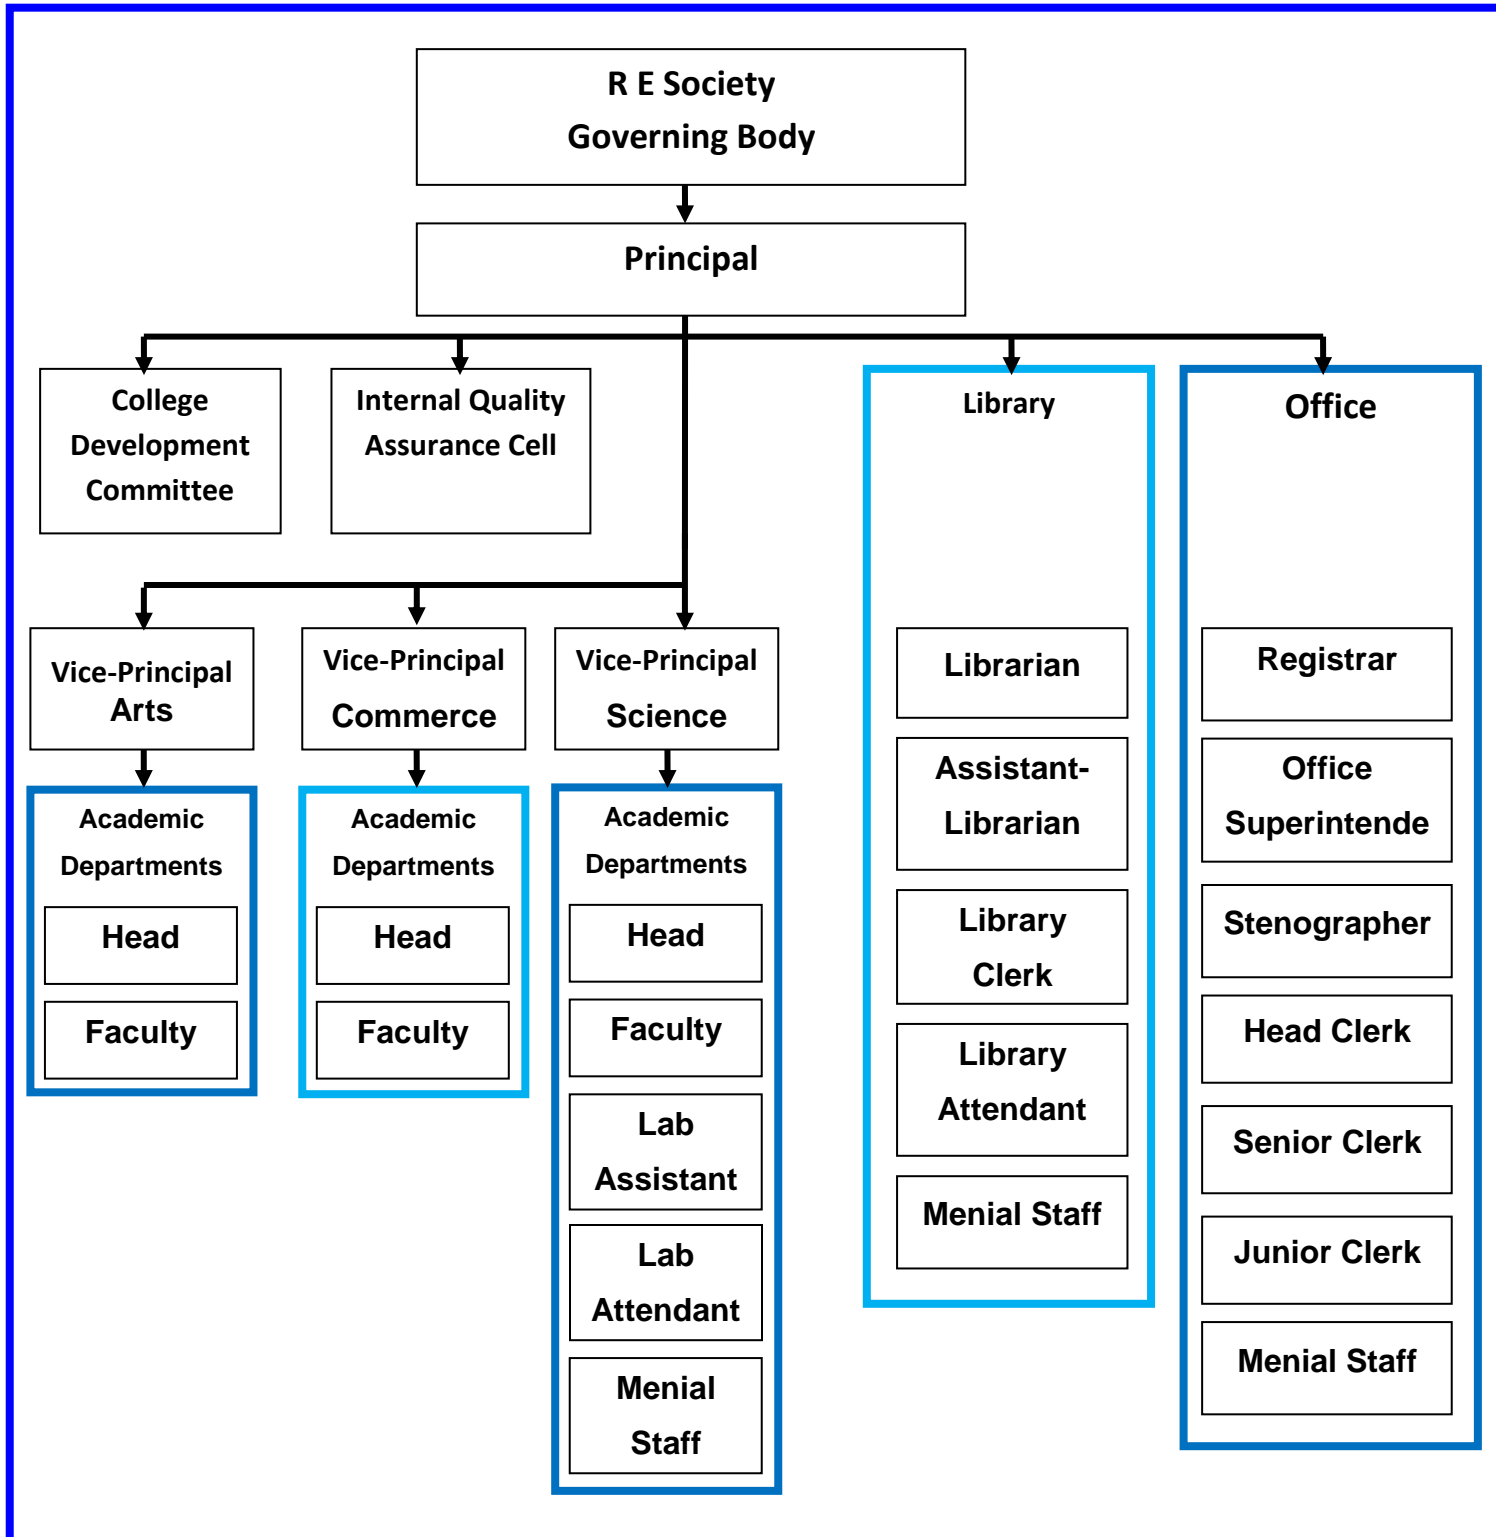 R E Society
Governing Body
Principal
College
Development
Committee
Internal Quality
Assurance Cell
Library
Office
Vice-Principal
Arts
Vice-Principal
Commerce
Vice-Principal
Science
Academic
Departments
Head
Faculty
Academic
Departments
Head
Faculty
Academic
Departments
Head
Faculty
Lab
Assistant
Lab
Attendant
Menial
Staff
Librarian
Assistant-
Librarian
Library
Clerk
Library
Attendant
Menial Staff
Registrar
Office
Superintende
Stenographer
Head Clerk
Senior Clerk
Junior Clerk
Menial Staff